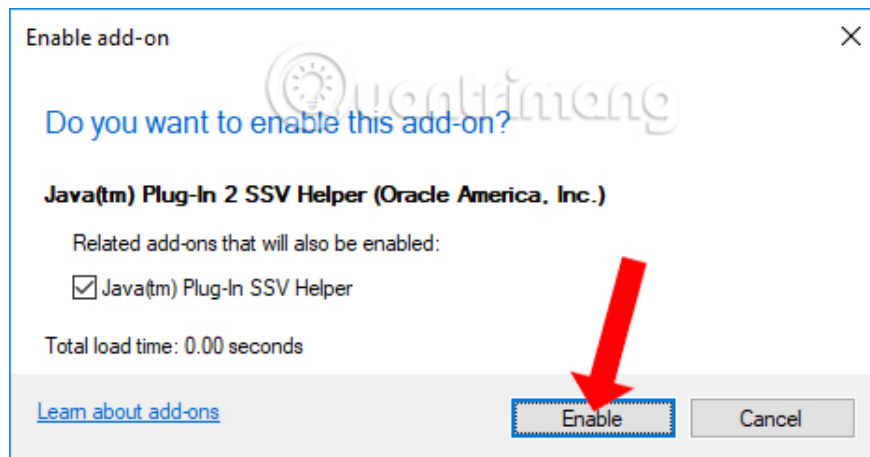 Enable add-on
Quantrimang
Do you want to enable this add-on?
Java(tm) Plug-In 2 SSV Helper (Oracle America, Inc.)
Related add-ons that will also be enabled:
Java(tm) Plug-In SSV Helper
Total load time: 0.00 seconds
Learn about add-ons
Enable
Cancel